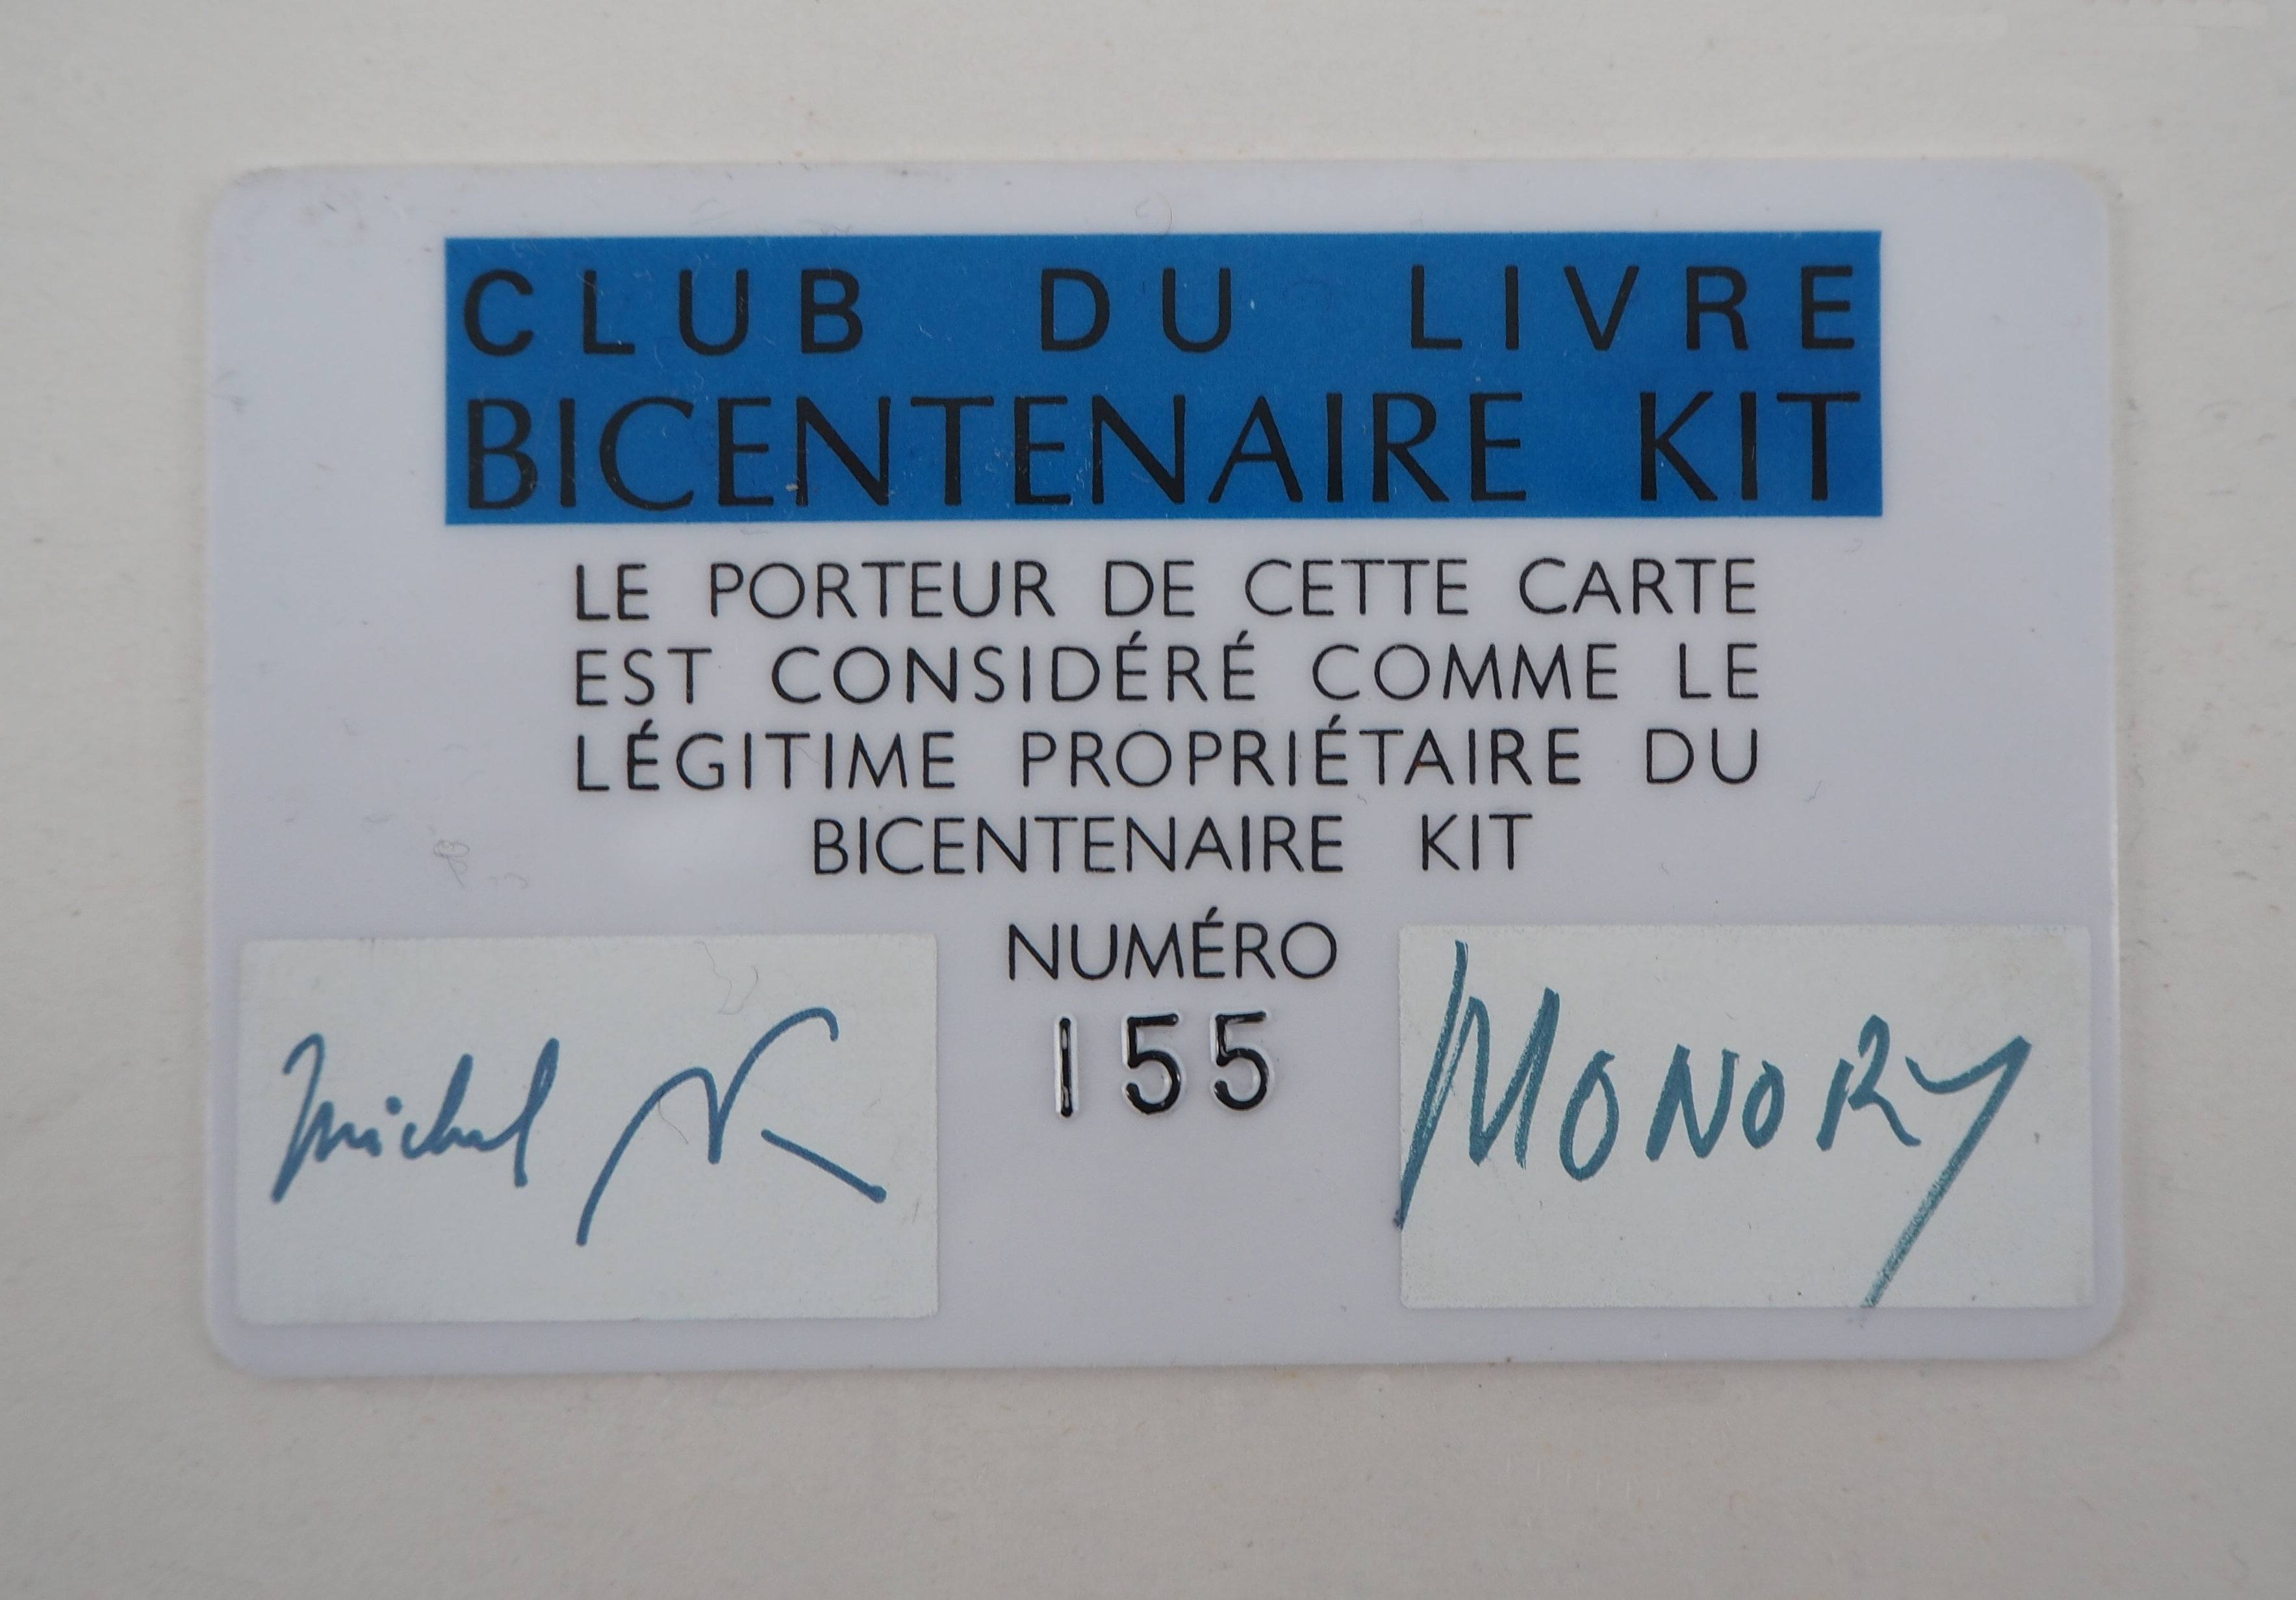 CLUB DU LIVRE
BICENTENAIRE KIT
LE PORTEUR DE CETTE CARTE
EST CONSIDÉRÉ COMME LE
LÉGITIME PROPRIÉTAIRE DU
BICENTENAIRE KIT
NUMÉRO
155
Michel
MONORY